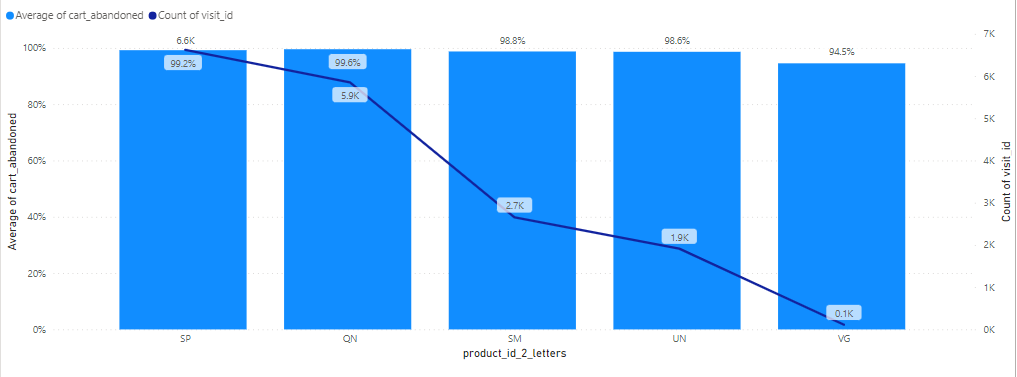 Average of cart_abandoned Count of visit_id
100%
80%
60%
40%
20%
0%
Average of cart_abandoned
6.6K
99.2%
99.6%
5.9K
98.8%
2.7K
98.6%
1.9K
94.5%
0.1K
7K
6K
5K
4K
3K
2K
1K
0K
Count of visit_id
SP QN SM UN VG
product_id_2_letters